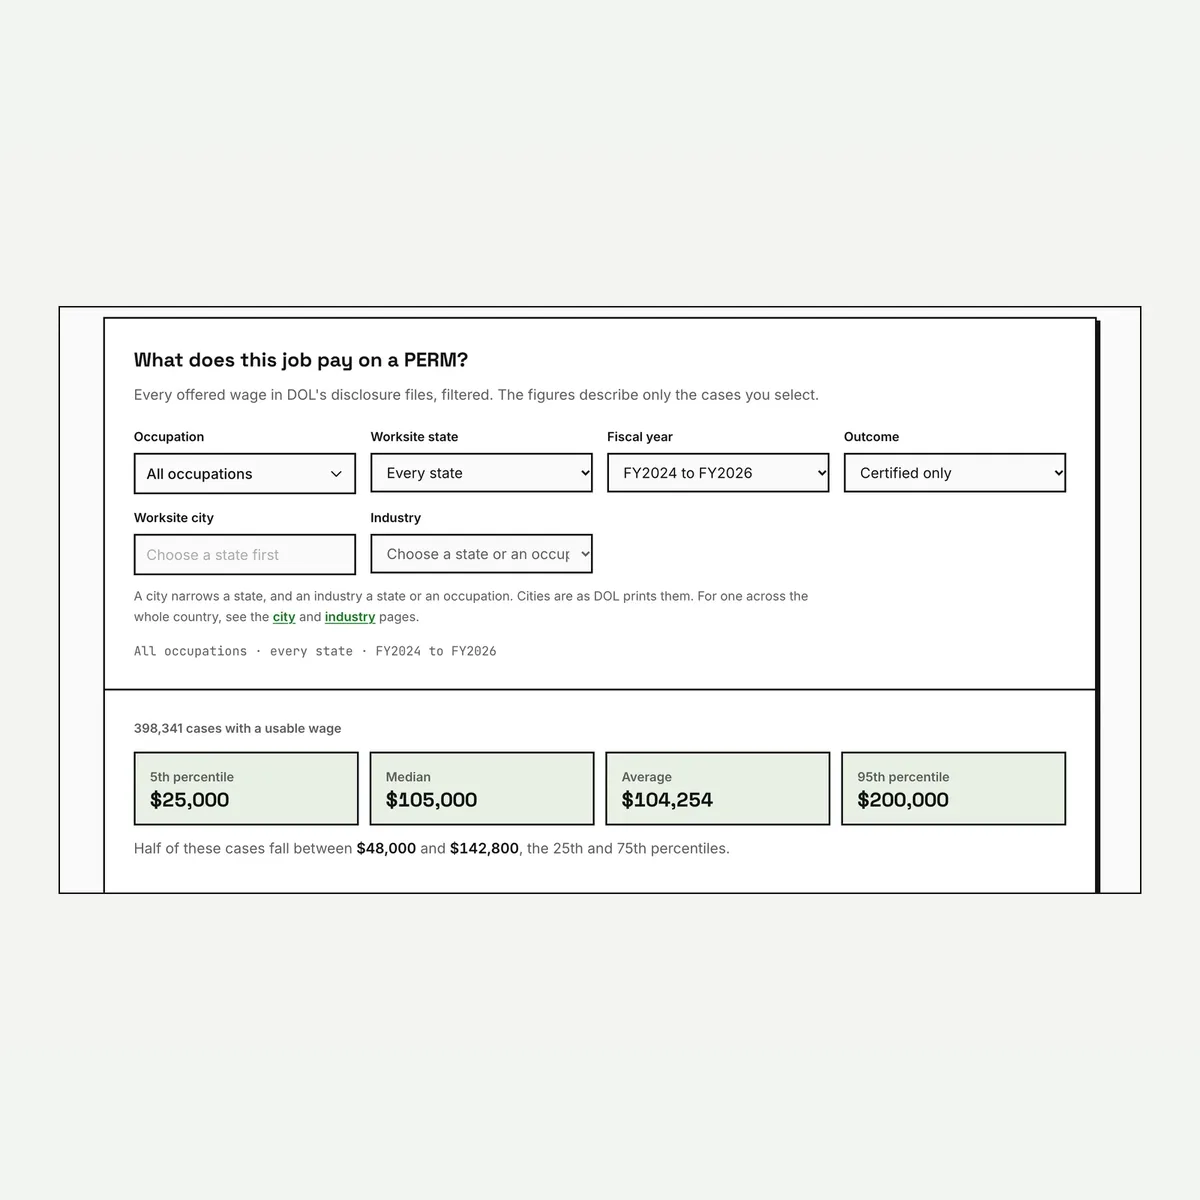 What does this job pay on a PERM?
Every offered wage in DOL's disclosure files, filtered. The figures describe only the cases you select.
Occupation
Worksite state
Fiscal year
Outcome
All occupations
Every state
FY2024 to FY2026
Certified only
Worksite city
Industry
Choose a state first
Choose a state or an occup
A city narrows a state, and an industry a state or an occupation. Cities are as DOL prints them. For one across the
whole country, see the city and industry pages.
All occupations · every state · FY2024 to FY2026
398,341 cases with a usable wage
5th percentile
$25,000
Median
$105,000
Average
$104,254
95th percentile
$200,000
Half of these cases fall between $48,000 and $142,800, the 25th and 75th percentiles.